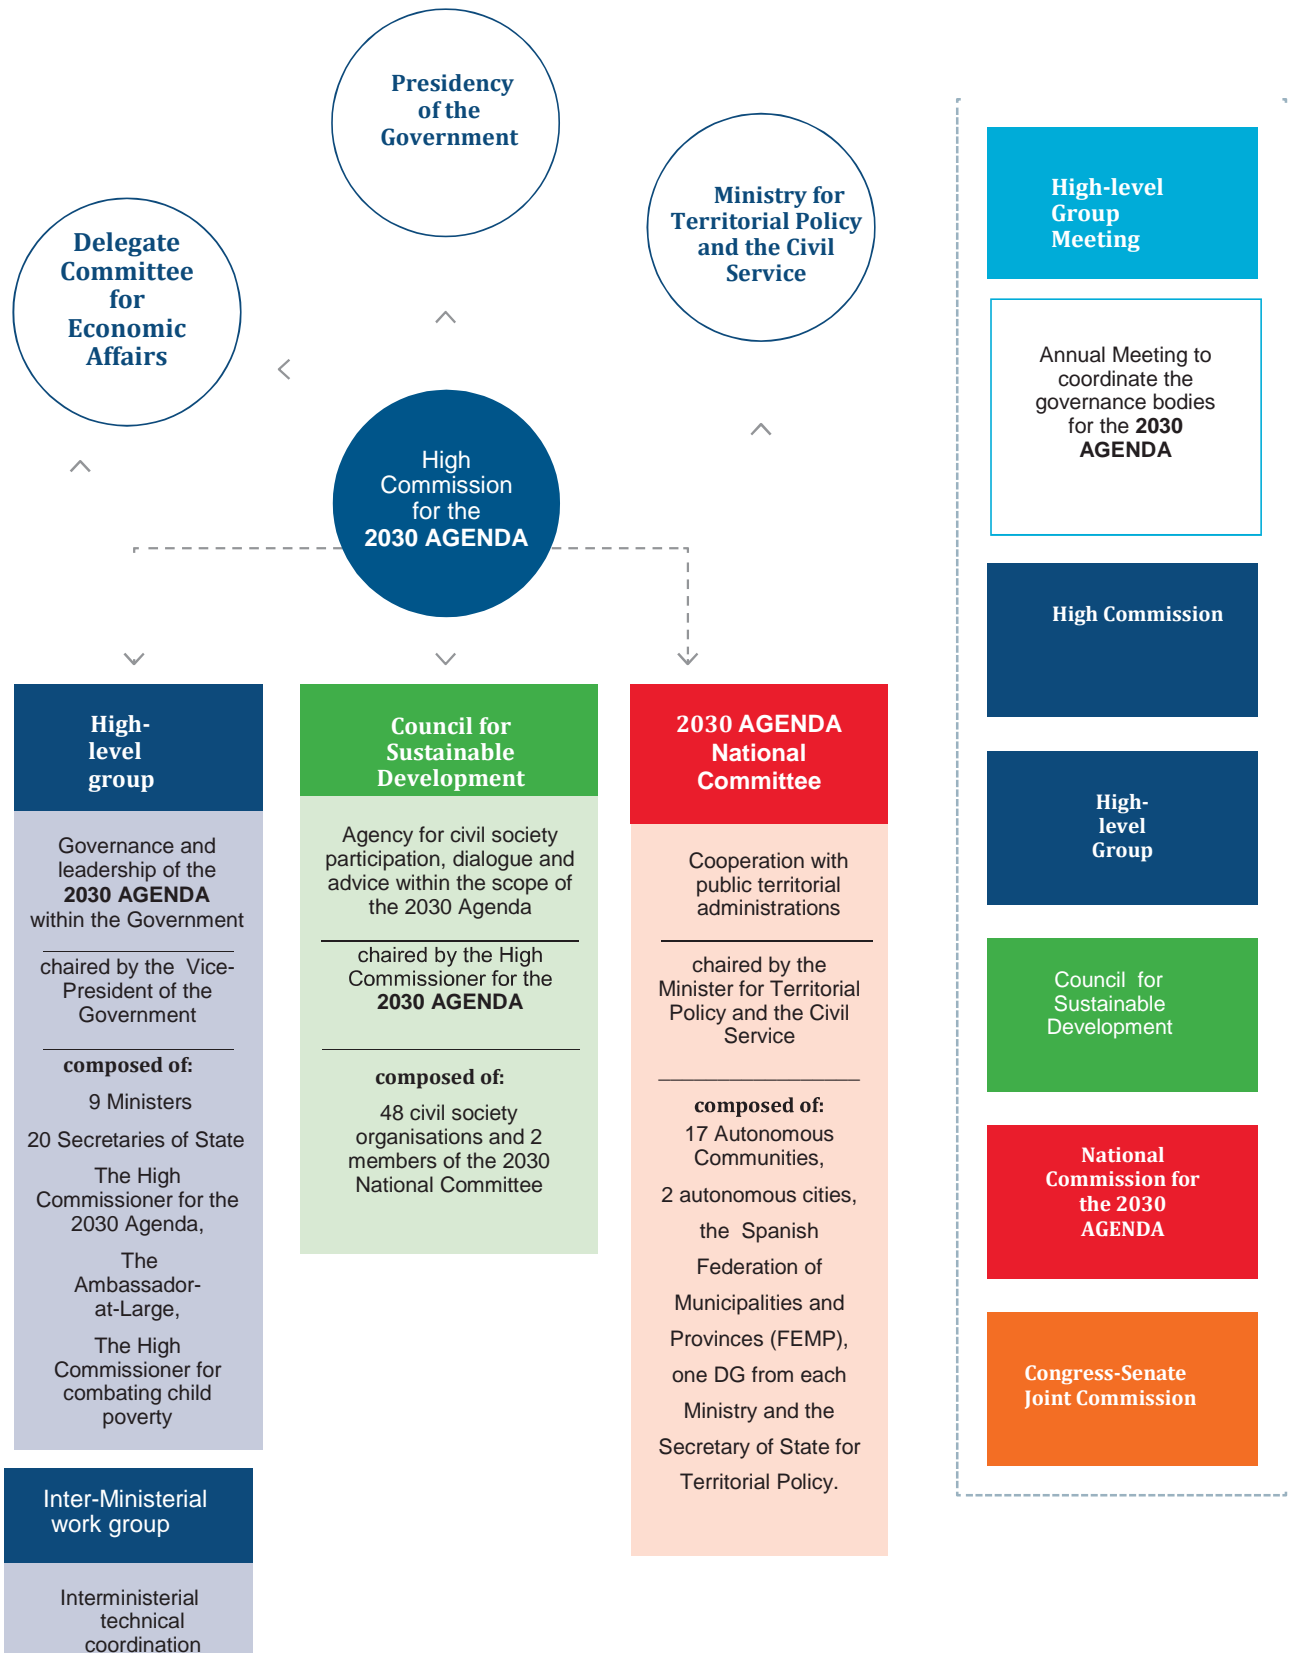 Presidency
of the
Government
Ministry for
Territorial Policy
and the Civil
Service
Delegate
Committee
for
Economic
Affairs
High
Commission
for the
2030 AGENDA
High-
level
group
Governance and
leadership of the
2030 AGENDA
within the Government
chaired by the Vice-
President of the
Government
composed of:
9 Ministers
20 Secretaries of State
The High
Commissioner for the
2030 Agenda,
The
Ambassador-
at-Large,
The High
Commissioner for
combating child
poverty
Inter-Ministerial
work group
Interministerial
technical
coordination
Council for
Sustainable
Development
Agency for civil society
participation, dialogue and
advice within the scope of
the 2030 Agenda
chaired by the High
Commissioner for the
2030 AGENDA
composed of:
48 civil society
organisations and 2
members of the 2030
National Committee
2030 AGENDA
National
Committee
Cooperation with
public territorial
administrations
chaired by the
Minister for Territorial
Policy and the Civil
Service
composed of:
17 Autonomous
Communities,
2 autonomous cities,
the Spanish
Federation of
Municipalities and
Provinces (FEMP),
one DG from each
Ministry and the
Secretary of State for
Territorial Policy.
High-level
Group
Meeting
Annual Meeting to
coordinate the
governance bodies
for the 2030
AGENDA
High Commission
High-
level
Group
Council for
Sustainable
Development
National
Commission for
the 2030
AGENDA
Congress-Senate
Joint Commission